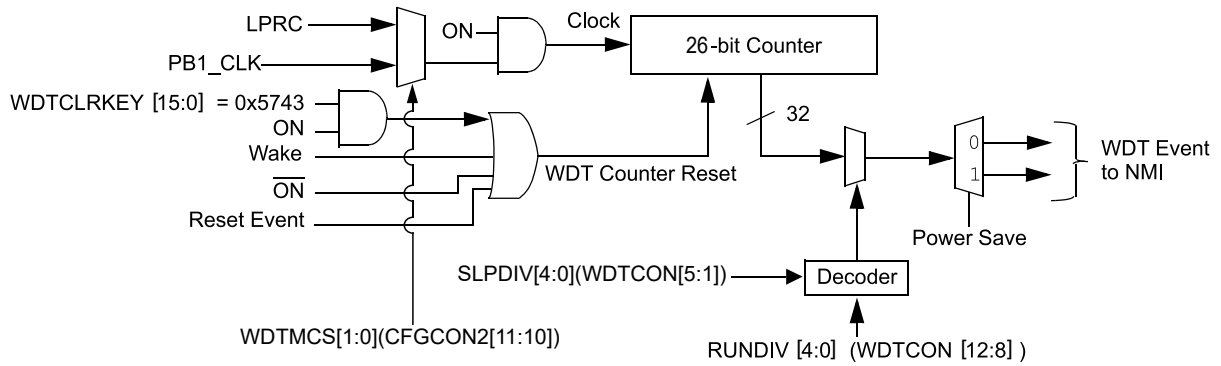 LPRC
ON
Clock
26-bit Counter
PB1_CLK
WDTCLRKEY [15:0] = 0x5743
ON
32
Wake
WDT Counter Reset
0
1
WDT Event
to NMI
ON
Reset Event
Power Save
SLPDIV[4:0](WDTCON[5:1])
Decoder
WDTMCS[1:0](CFGCON2[11:10])
RUNDIV [4:0] (WDTCON [12:8] )